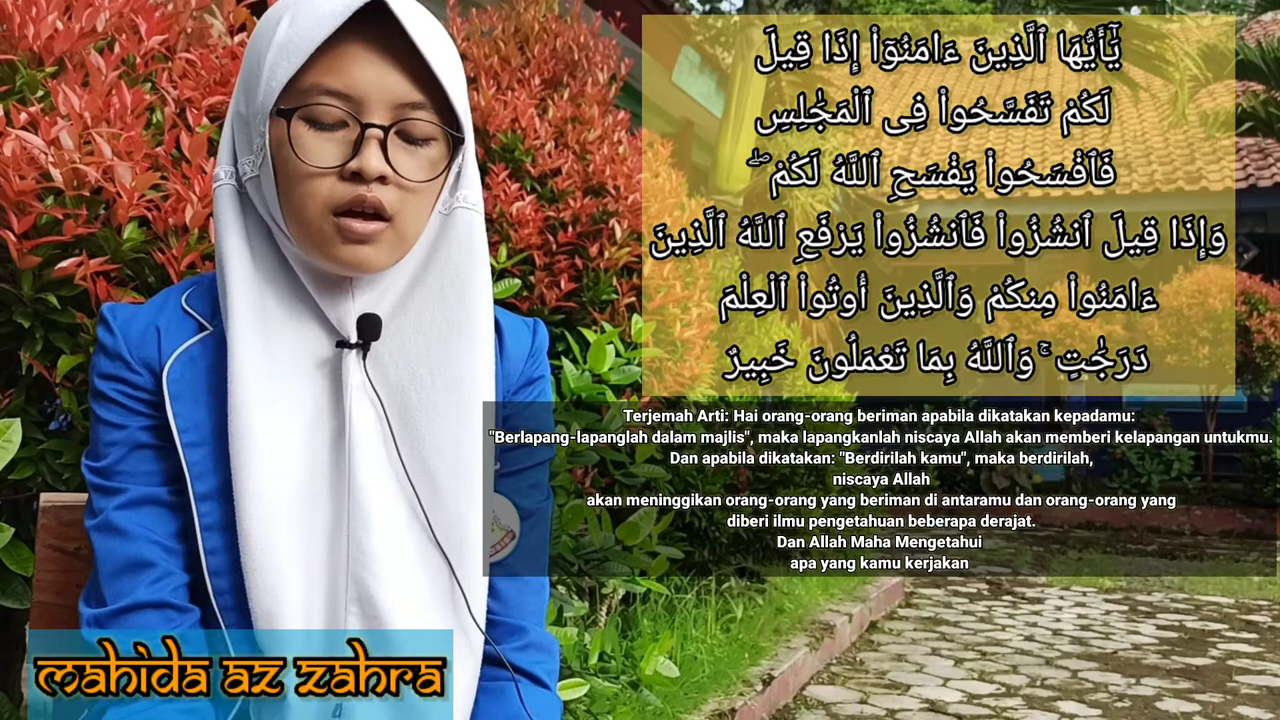 يَٰٓأَيُّهَا ٱلَّذِينَ ءَامَنُوٓا۟ إِذَا قِيلَ
لَكُمْ تَفَسَّحُوا۟ فِى ٱلْمَجَٰلِسِ
فَٱفْسَحُوا۟ يَفْسَحِ ٱللَّهُ لَكُمْ ۖ
وَإِذَا قِيلَ ٱنشُزُوا۟ فَٱنشُزُوا۟ يَرْفَعِ ٱللَّهُ ٱلَّذِينَ
ءَامَنُوا۟ مِنكُمْ وَٱلَّذِينَ أُوتُوا۟ ٱلْعِلْمَ
دَرَجَٰتٍ ۚ وَٱللَّهُ بِمَا تَعْمَلُونَ خَبِيرٌ
Terjemah Arti: Hai orang-orang beriman apabila dikatakan kepadamu:
"Berlapang-lapanglah dalam majlis", maka lapangkanlah niscaya Allah akan memberi kelapangan untukmu.
Dan apabila dikatakan: "Berdirilah kamu", maka berdirilah,
niscaya Allah
akan meninggikan orang-orang yang beriman di antaramu dan orang-orang yang
diberi ilmu pengetahuan beberapa derajat.
Dan Allah Maha Mengetahui
apa yang kamu kerjakan
mahida az zahra